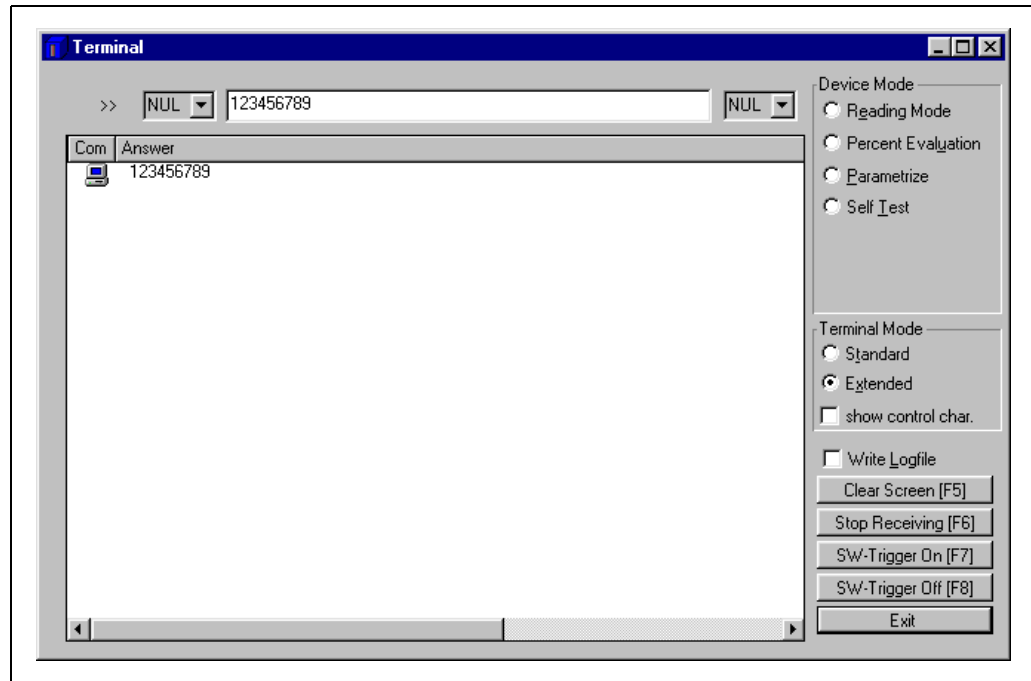 Terminal
>> NUL 123456789 NUL
Com Answer
123456789
Device Mode
Reading Mode
Percent Evaluation
Parametrize
Self Test
Terminal Mode
Standard
Extended
show control char.
Write Logfile
Clear Screen [F5]
Stop Receiving [F6]
SW-Trigger On [F7]
SW-Trigger Off [F8]
Exit